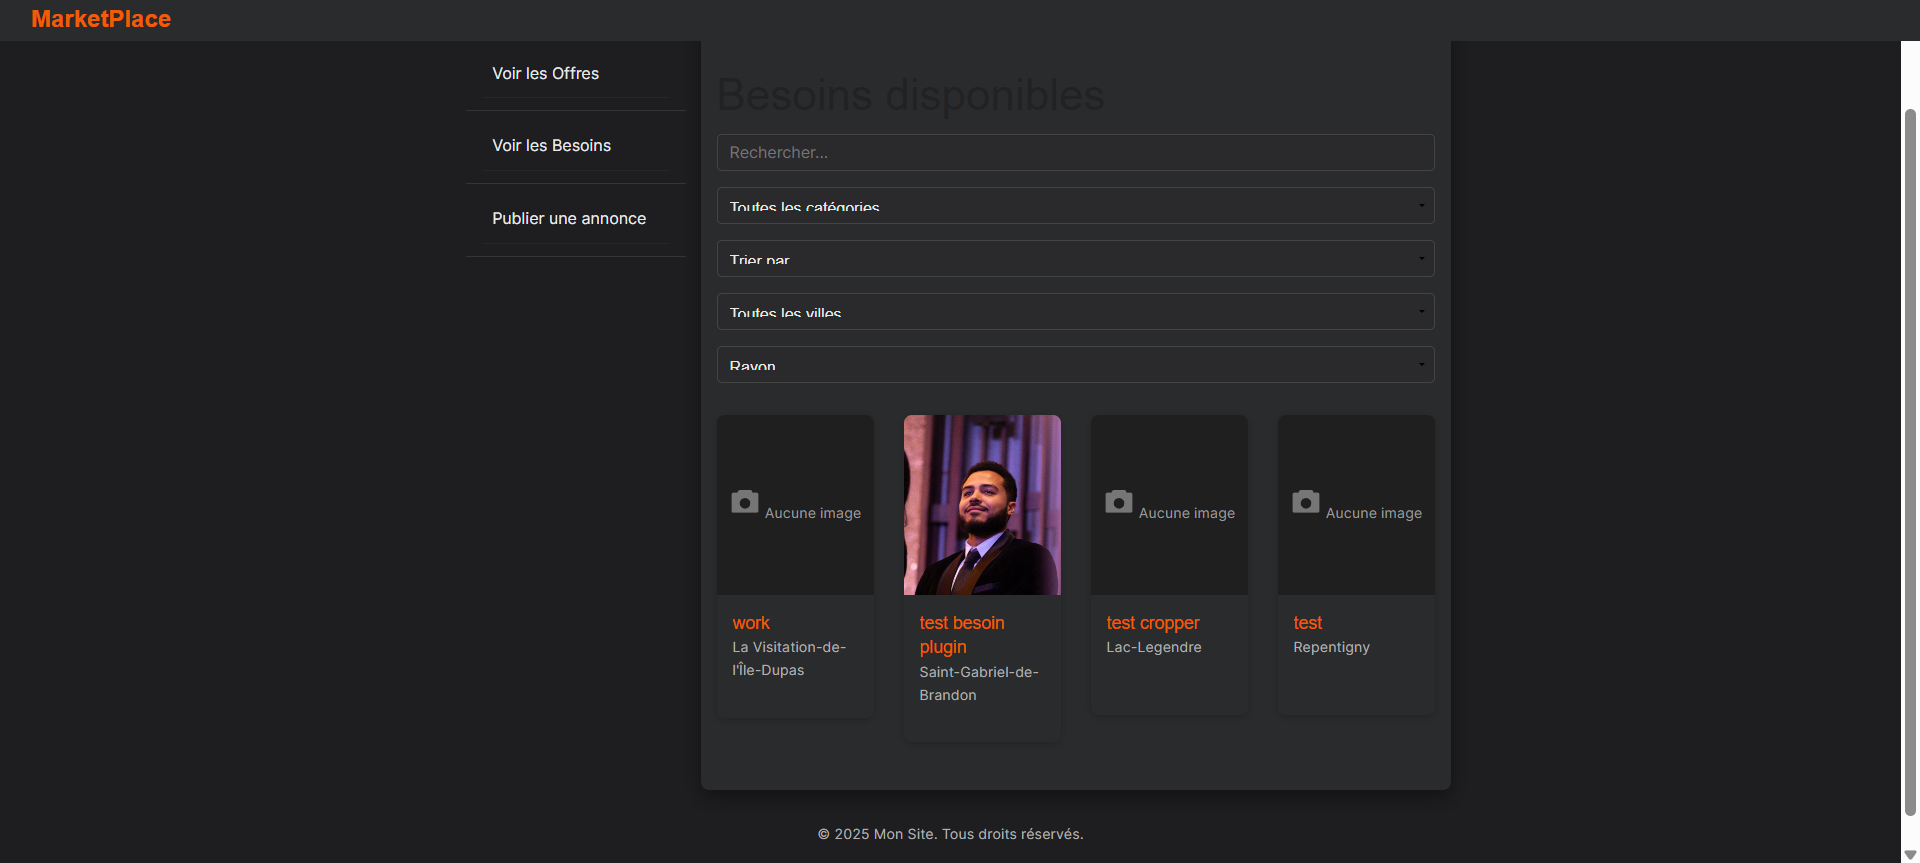 MarketPlace
Voir les Offres
Voir les Besoins
Publier une annonce
Besoins disponibles
Rechercher...
Toutes les catégories
Trier par
Toutes les villes
Rayon
Aucune image
Aucune image
Aucune image
work
La Visitation-de-
l'Île-Dupas
test besoin
plugin
Saint-Gabriel-de-
Brandon
test cropper
Lac-Legendre
test
Repentigny
© 2025 Mon Site. Tous droits réservés.